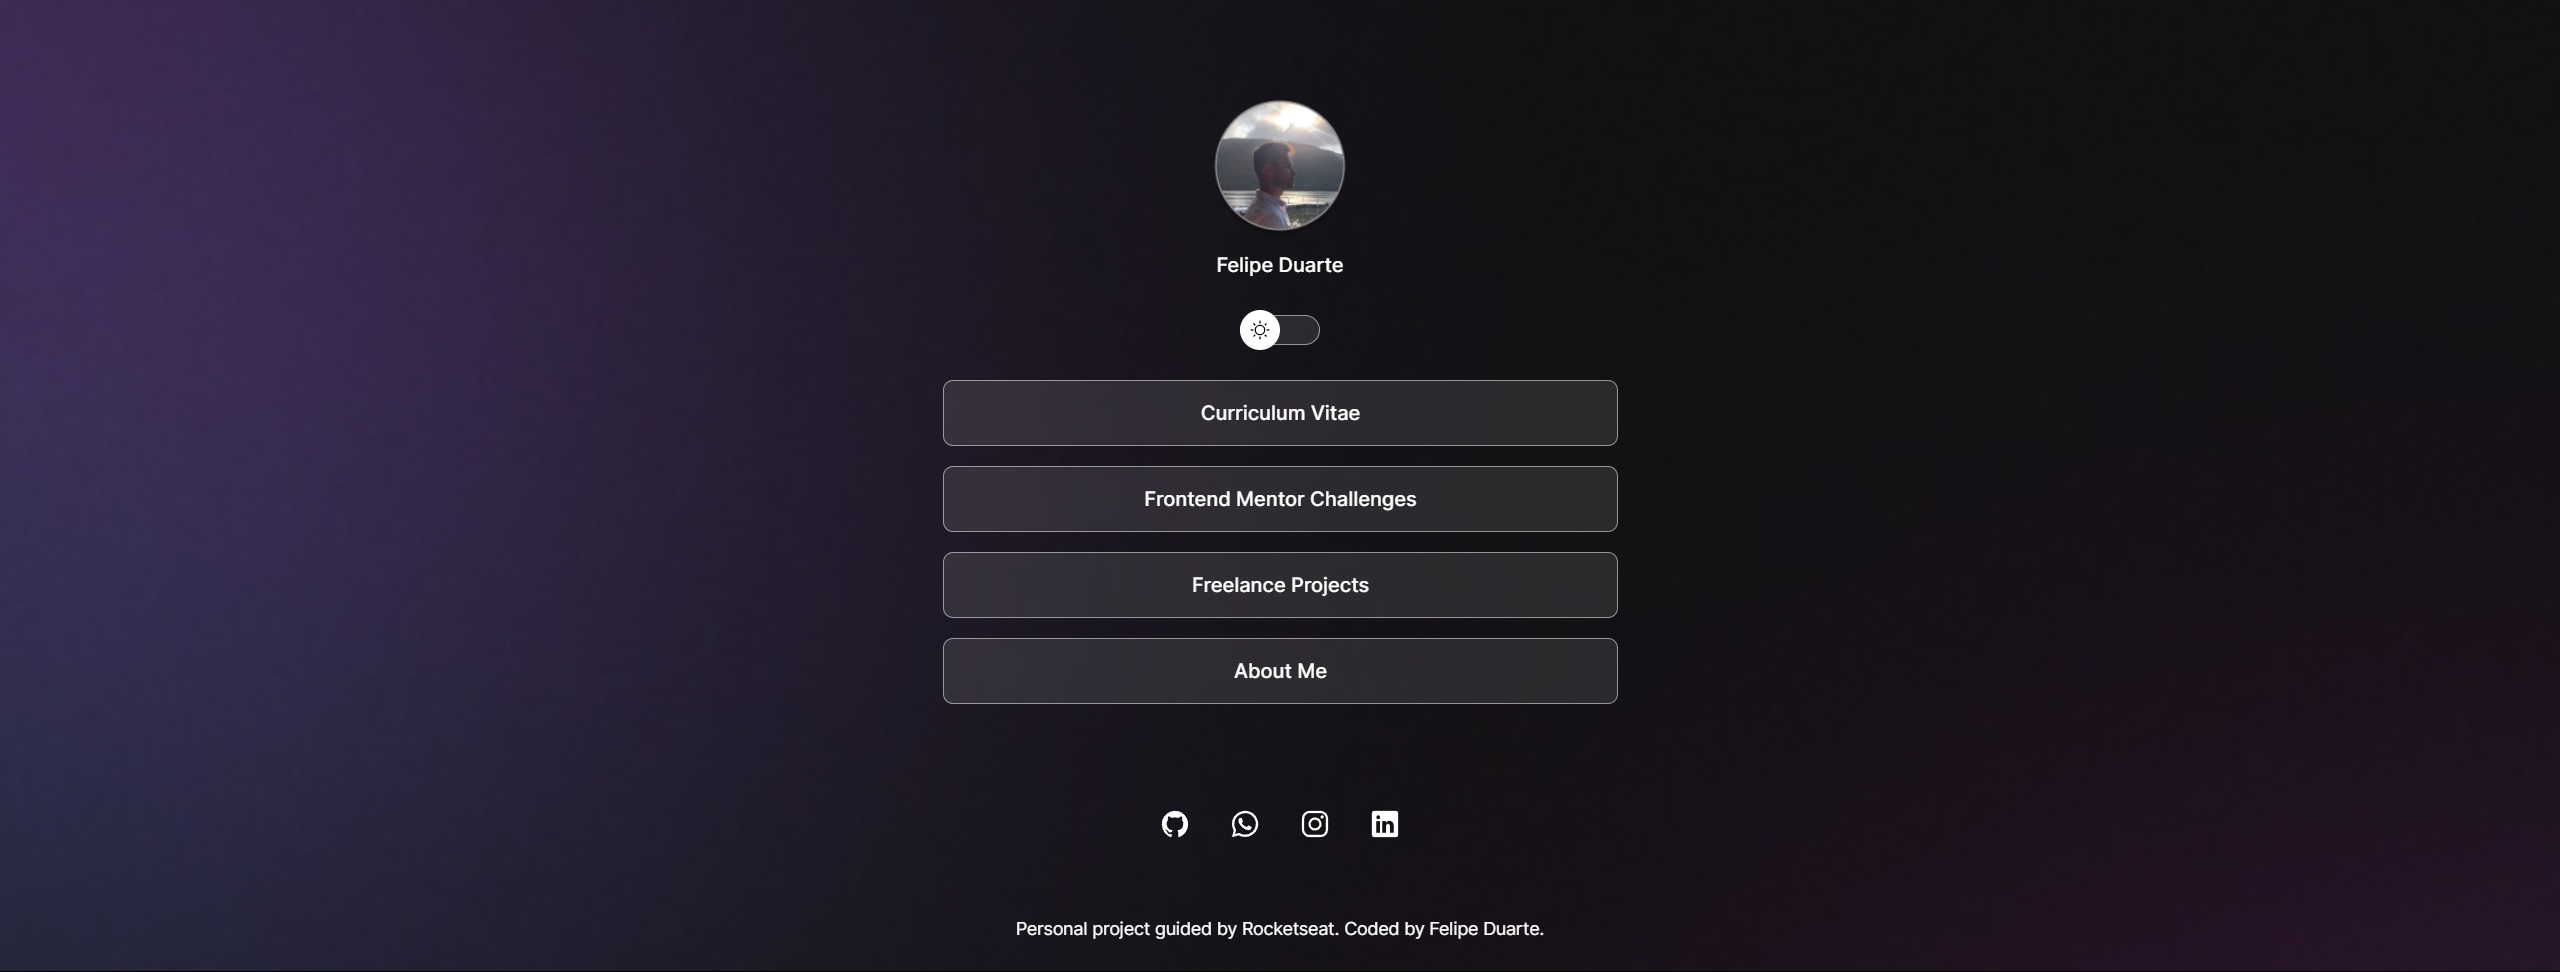 Felipe Duarte
Curriculum Vitae
Frontend Mentor Challenges
Freelance Projects
About Me
Personal project guided by Rocketseat. Coded by Felipe Duarte.